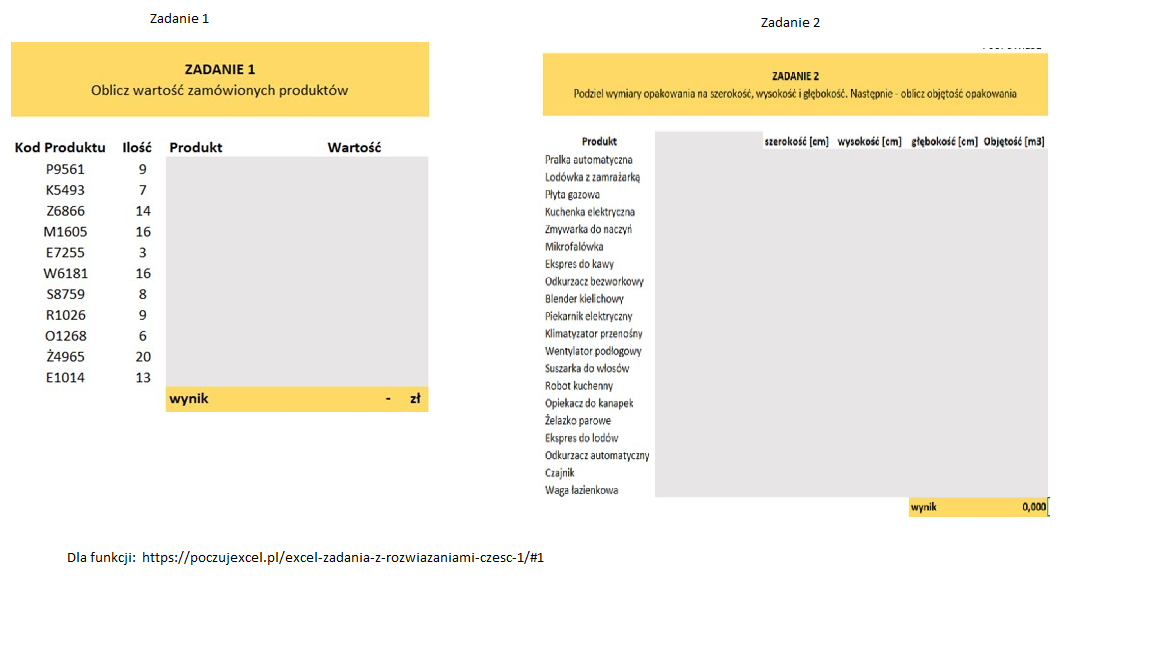 Zadanie 1
ZADANIE 1
Oblicz wartość zamówionych produktów
Kod Produktu Ilość Produkt Wartość
P9561 9
K5493 7
Z6866 14
M1605 16
E7255 3
W6181 16
S8759 8
R1026 9
O1268 6
Ż4965 20
E1014 13
wynik - zł
Zadanie 2
ZADANIE 2
Podziel wymiary opakowania na szerokość, wysokość i głębokość. Następnie - oblicz objętość opakowania
Produkt szerokość [cm] wysokość [cm] głębokość [cm] Objętość [m3]
Pralka automatyczna
Lodówka z zamrażarką
Płyta gazowa
Kuchenka elektryczna
Zmywarka do naczyń
Mikrofalówka
Ekspres do kawy
Odkurzacz bezworkowy
Blender kielichowy
Piekarnik elektryczny
Klimatyzator przenośny
Wentylator podłogowy
Suszarka do włosów
Robot kuchenny
Opiekacz do kanapek
Żelazko parowe
Ekspres do lodów
Odkurzacz automatyczny
Czajnik
Waga łazienkowa
wynik 0,000
Dla funkcji: https://poczujexcel.pl/excel-zadania-z-rozwiazaniami-czesc-1/#1